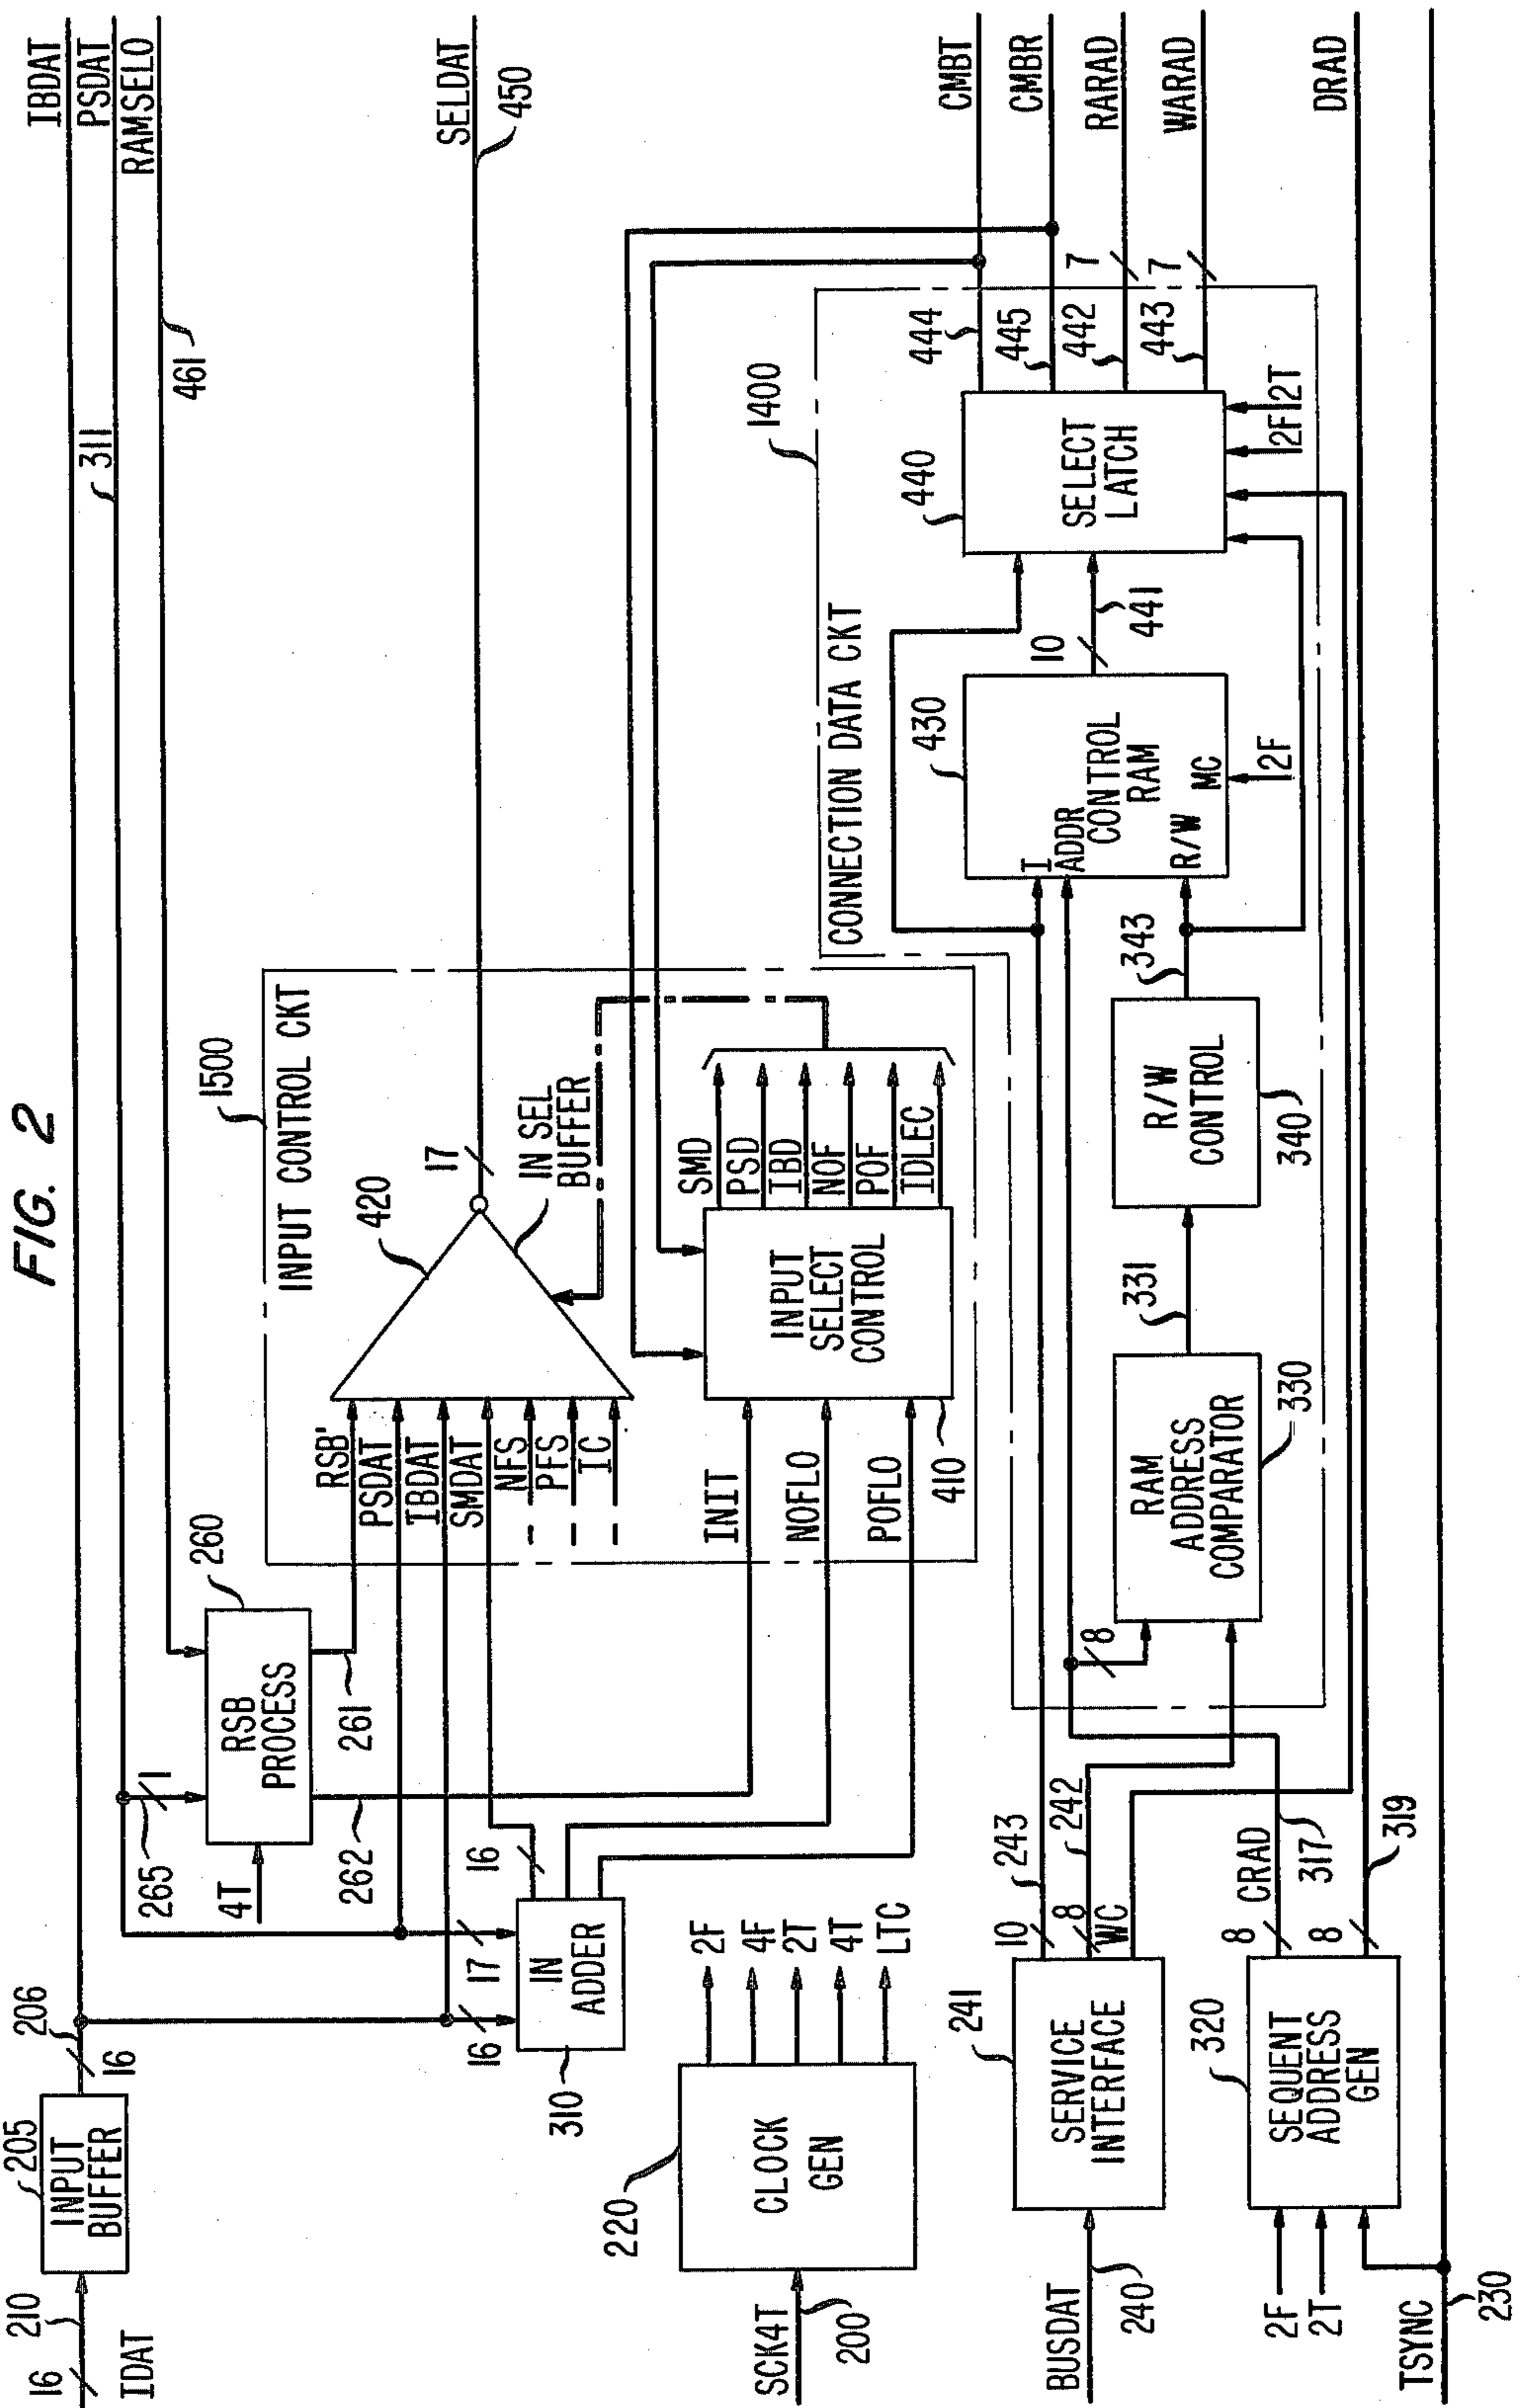 FIG. 2
16
210
IDAT
205
INPUT
BUFFER
206
16
IBDAT
PSDAT
RAMSELO
311
461
265
1
4T
260
RSB
PROCESS
261
262
1500
INPUT CONTROL CKT
RSB'
PSDAT
IBDAT
SMDAT
NFS
PFS
IC
420
17
IN SEL
BUFFER
SELDAT
450
16
17
16
IN
ADDER
310
INIT
NOFLO
POFLO
410
INPUT
SELECT
CONTROL
SMD
PSD
IBD
NOF
POF
IDLEC
SCK4T
200
220
CLOCK
GEN
2F
4F
2T
4T
LTC
1400
CONNECTION DATA CKT
BUSDAT
240
241
SERVICE
INTERFACE
10
243
8
242
WC
8
RAM
ADDRESS
COMPARATOR
330
331
R/W
CONTROL
340
343
I
ADDR
CONTROL
RAM
R/W
MC
430
2F
10
441
440
SELECT
LATCH
2F
2T
444
445
442
443
7
7
CMBT
CMBR
RARAD
WARAD
DRAD
2F
2T
320
SEQUENT
ADDRESS
GEN
8
CRAD
317
8
319
TSYNC
230